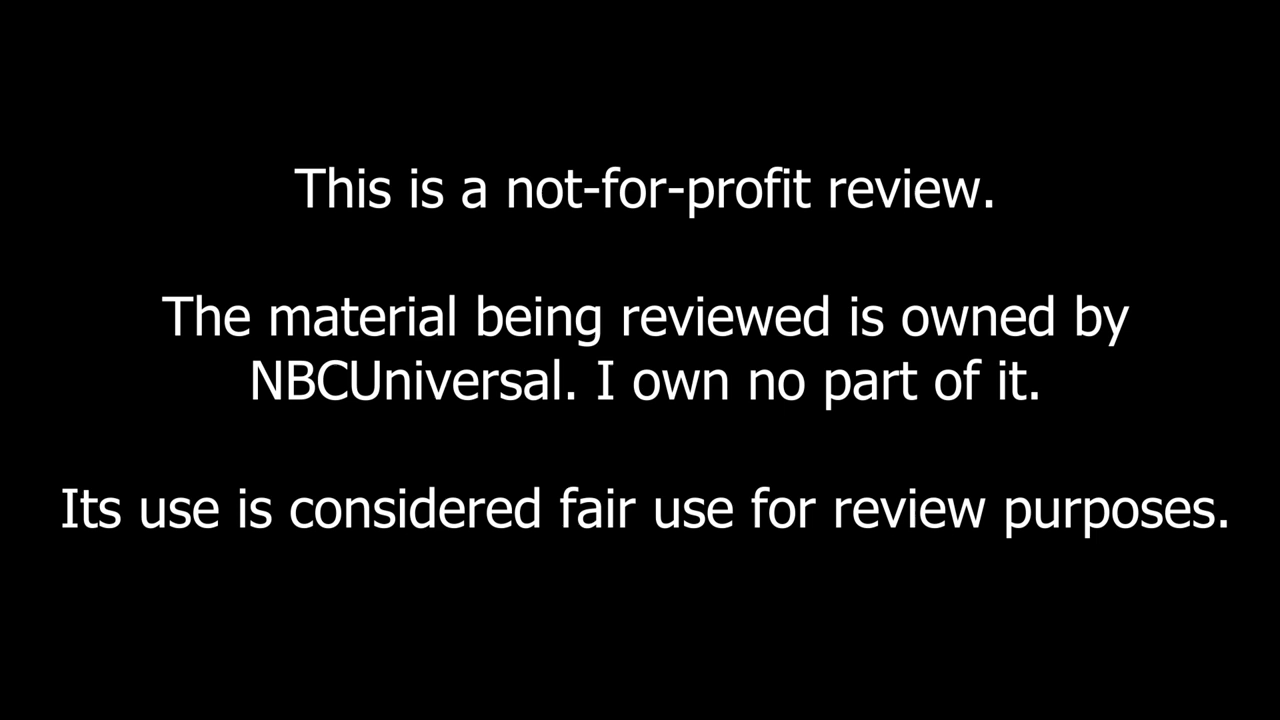 This is a not-for-profit review.
The material being reviewed is owned by
NBCUniversal. I own no part of it.
Its use is considered fair use for review purposes.